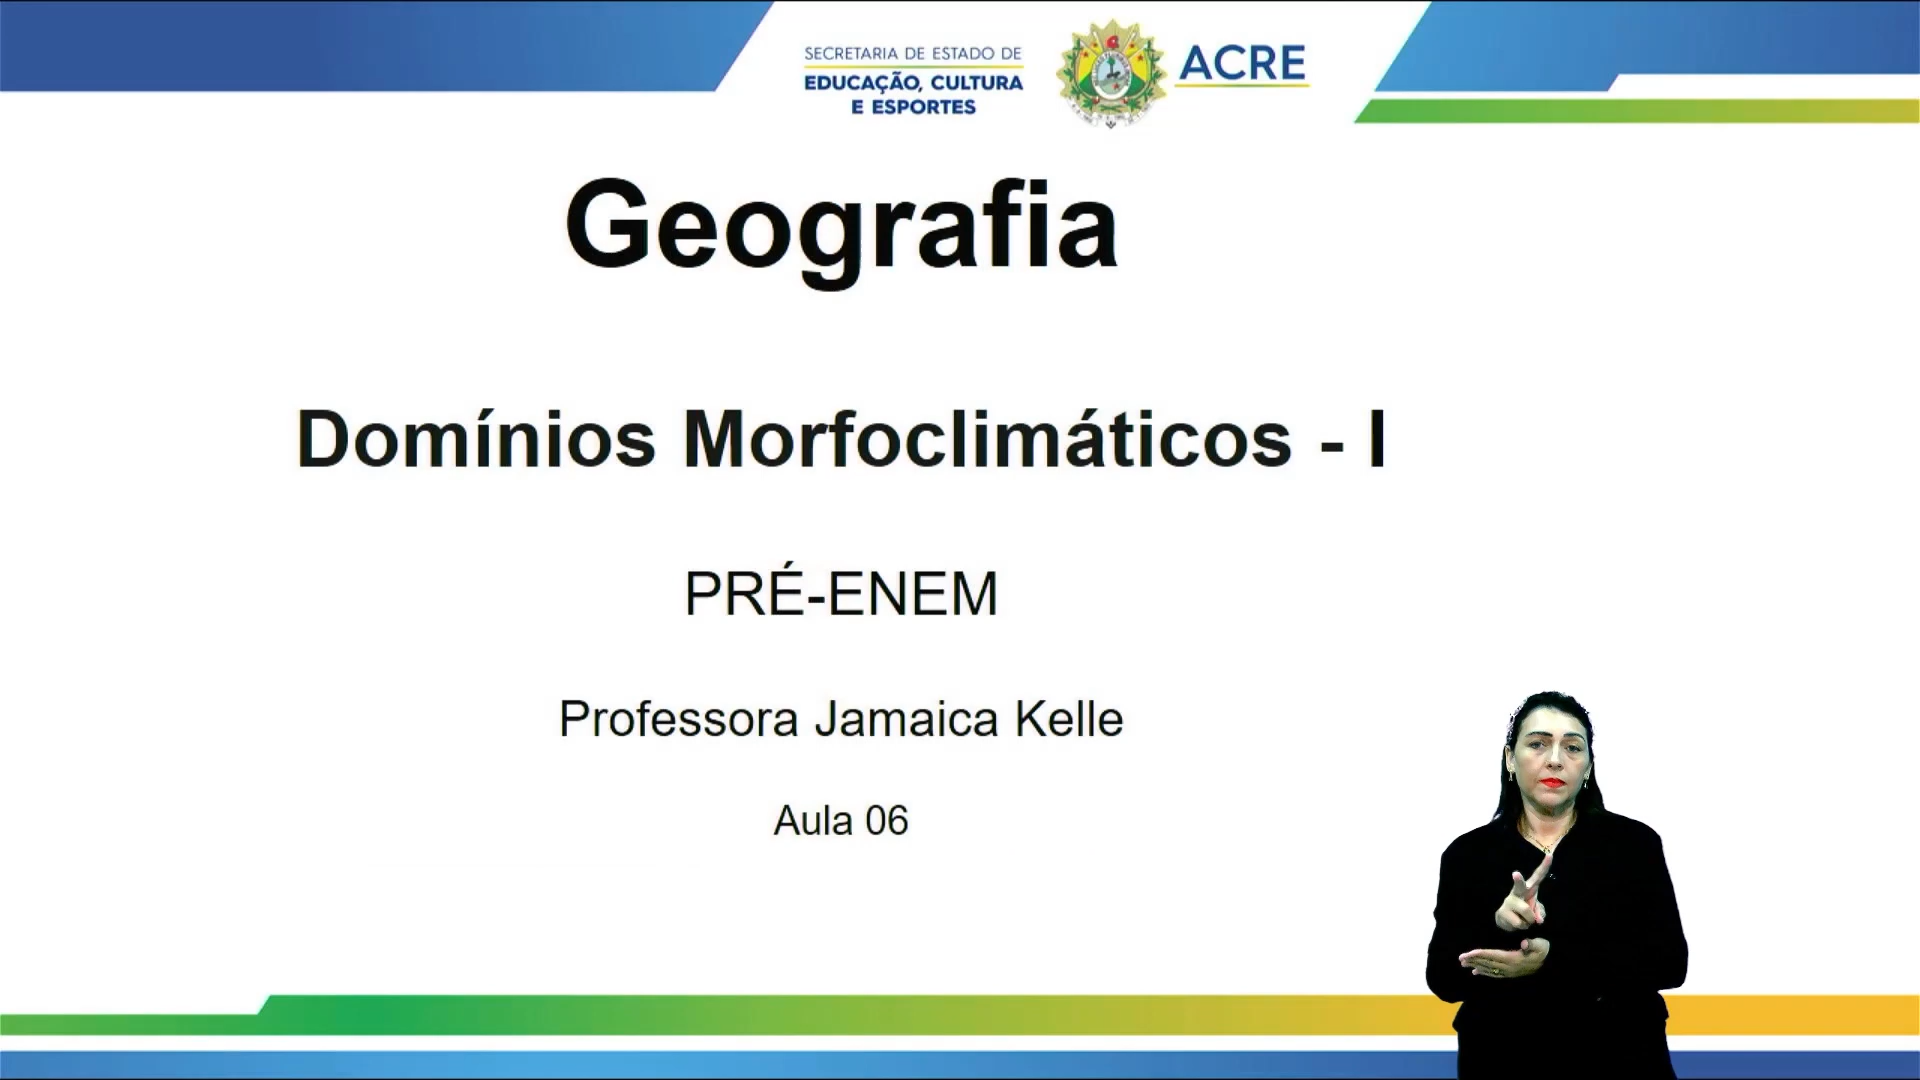 SECRETARIA DE ESTADO DE
EDUCAÇÃO, CULTURA
E ESPORTES
ACRE
Geografia
Domínios Morfoclimáticos - I
PRÉ-ENEM
Professora Jamaica Kelle
Aula 06